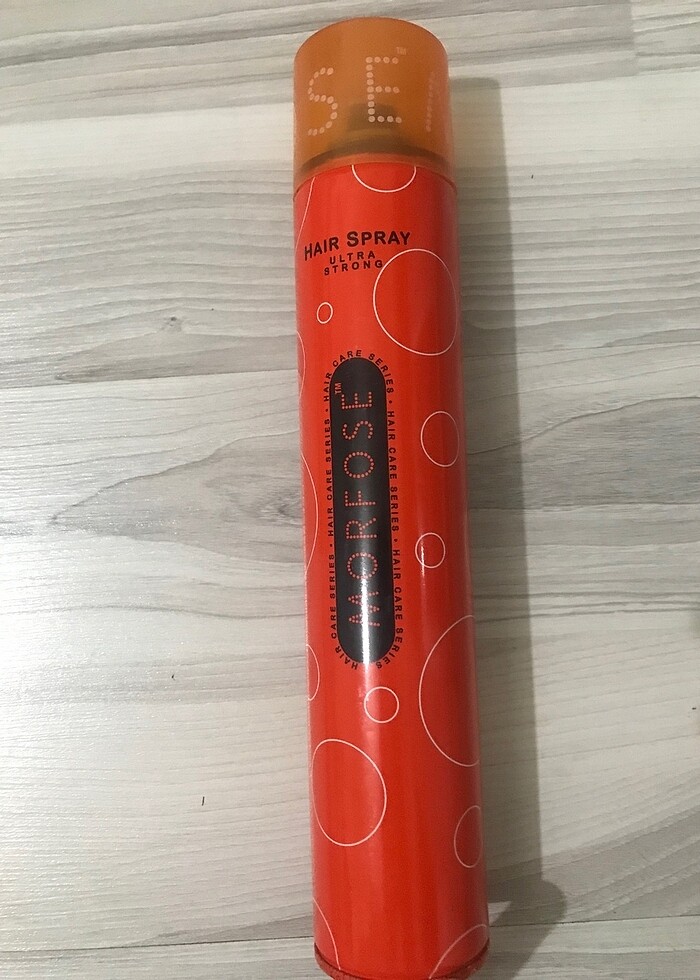 SE™
HAIR SPRAY
ULTRA
STRONG
HAIR CARE SERIES • HAIR CARE SERIES • HAIR CARE SERIES • HAIR CARE SERIES • HAIR CARE SERIES • HAIR CARE SERIES
MORFOSE™